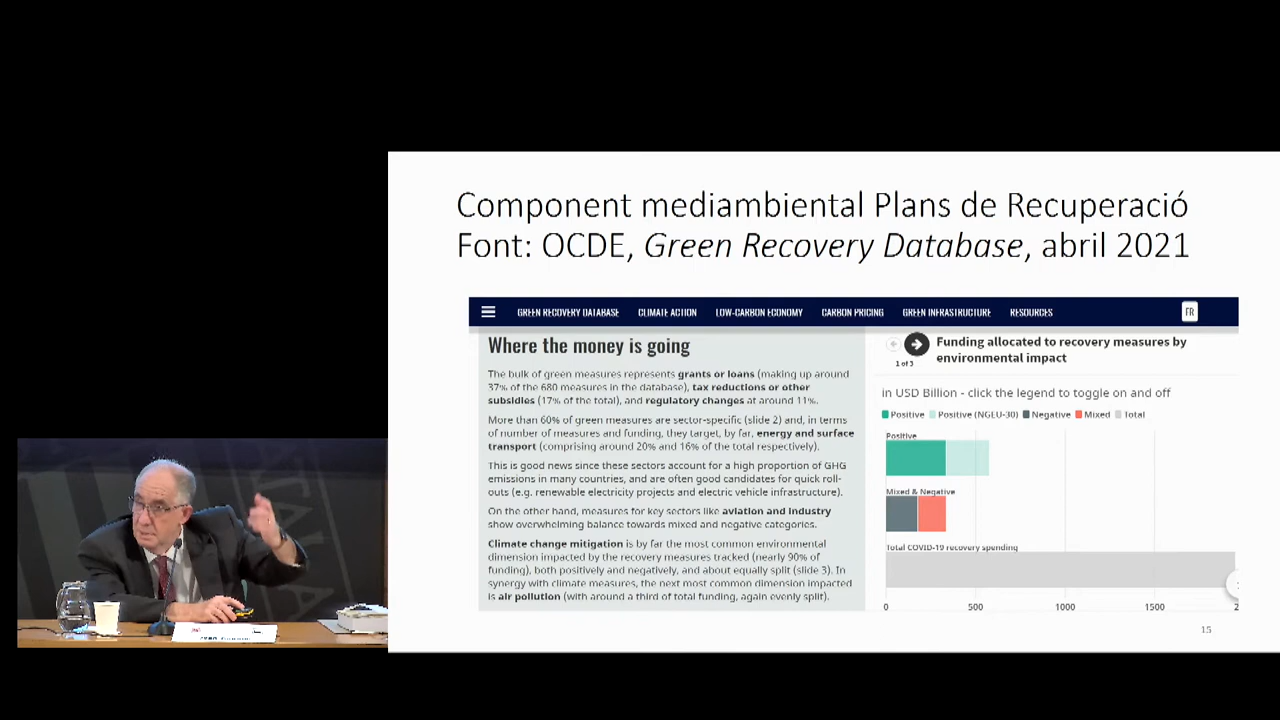 Component mediambiental Plans de Recuperació
Font: OCDE, Green Recovery Database, abril 2021
GREEN RECOVERY DATABASE CLIMATE ACTION LOW-CARBON ECONOMY CARBON PRICING GREEN INFRASTRUCTURE RESOURCES FR
Where the money is going
The bulk of green measures represents grants or loans (making up around
37% of the 680 measures in the database), tax reductions or other
subsidies (17% of the total), and regulatory changes at around 11%.
More than 60% of green measures are sector-specific (slide 2) and, in terms
of number of measures and funding, they target, by far, energy and surface
transport (comprising around 20% and 16% of the total respectively).
This is good news since these sectors account for a high proportion of GHG
emissions in many countries, and are often good candidates for quick roll-
outs (e.g. renewable electricity projects and electric vehicle infrastructure).
On the other hand, measures for key sectors like aviation and industry
show overwhelming balance towards mixed and negative categories.
Climate change mitigation is by far the most common environmental
dimension impacted by the recovery measures tracked (nearly 90% of
funding), both positively and negatively, and about equally split (slide 3). In
synergy with climate measures, the next most common dimension impacted
is air pollution (with around a third of total funding, again evenly split).
1 of 3
Funding allocated to recovery measures by
environmental impact
in USD Billion - click the legend to toggle on and off
Positive Positive (NGEU-30) Negative Mixed Total
Positive
Mixed & Negative
Total COVID-19 recovery spending
0 500 1000 1500 2
15